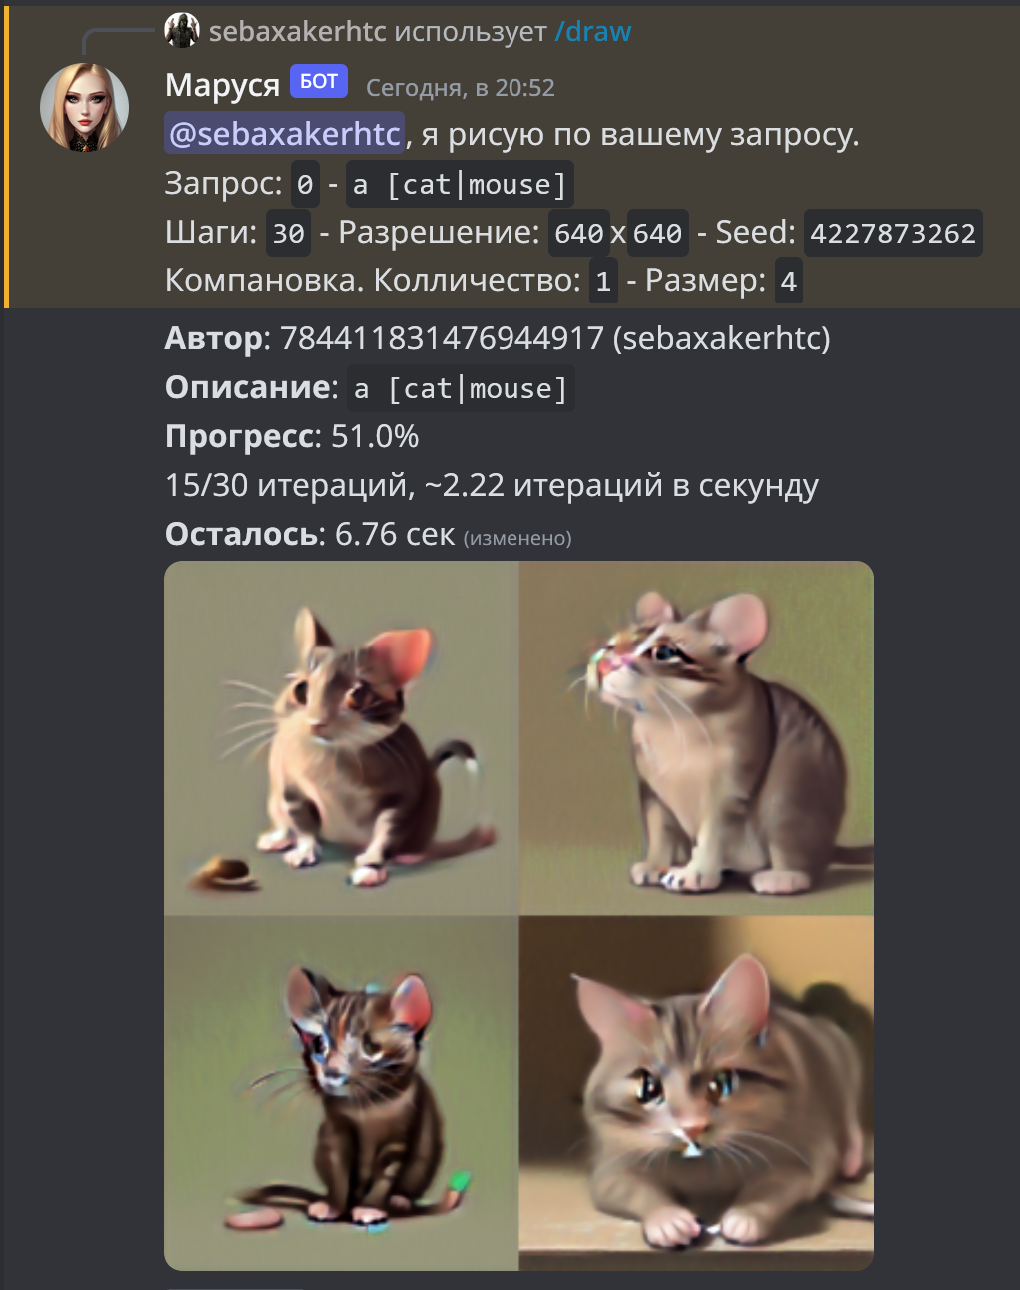 sebaxakerhtc использует /draw
Маруся БОТ Сегодня, в 20:52
@sebaxakerhtc, я рисую по вашему запросу.
Запрос: 0 - a [cat|mouse]
Шаги: 30 - Разрешение: 640x640 - Seed: 4227873262
Компановка. Колличество: 1 - Размер: 4
Автор: 784411831476944917 (sebaxakerhtc)
Описание: a [cat|mouse]
Прогресс: 51.0%
15/30 итераций, ~2.22 итераций в секунду
Осталось: 6.76 сек (изменено)